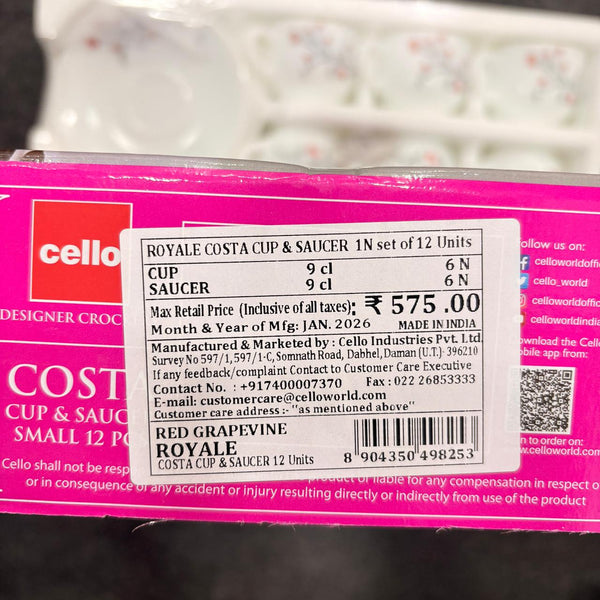 cello
DESIGNER CROC
COSTA
CUP & SAUC
SMALL 12 PC
Cello shall not be resp
product or liable for any compensation in respect o
or in consequence of any accident or injury resulting directly or indirectly from use of the product
ROYALE COSTA CUP & SAUCER 1N set of 12 Units
CUP 9 cl 6 N
SAUCER 9 cl 6 N
Max Retail Price (Inclusive of all taxes): ₹ 575.00
Month & Year of Mfg: JAN. 2026 MADE IN INDIA
Manufactured & Marketed by : Cello Industries Pvt. Ltd.
Survey No 597/1,597/1-C, Somnath Road, Dabhel, Daman (U.T.)- 396210
If any feedback/complaint Contact to Customer Care Executive
Contact No. : +917400007370 Fax : 022 26853333
E-mail: customercare@celloworld.com
Customer care address :- "as mentioned above"
RED GRAPEVINE
ROYALE
COSTA CUP & SAUCER 12 Units
8 904350 498253
ollow us on:
f celloworldoffic
cello_world
celloworldoffic
celloworldindia
ownload the Cello
obile app from:
n to order on:
w.celloworld.com